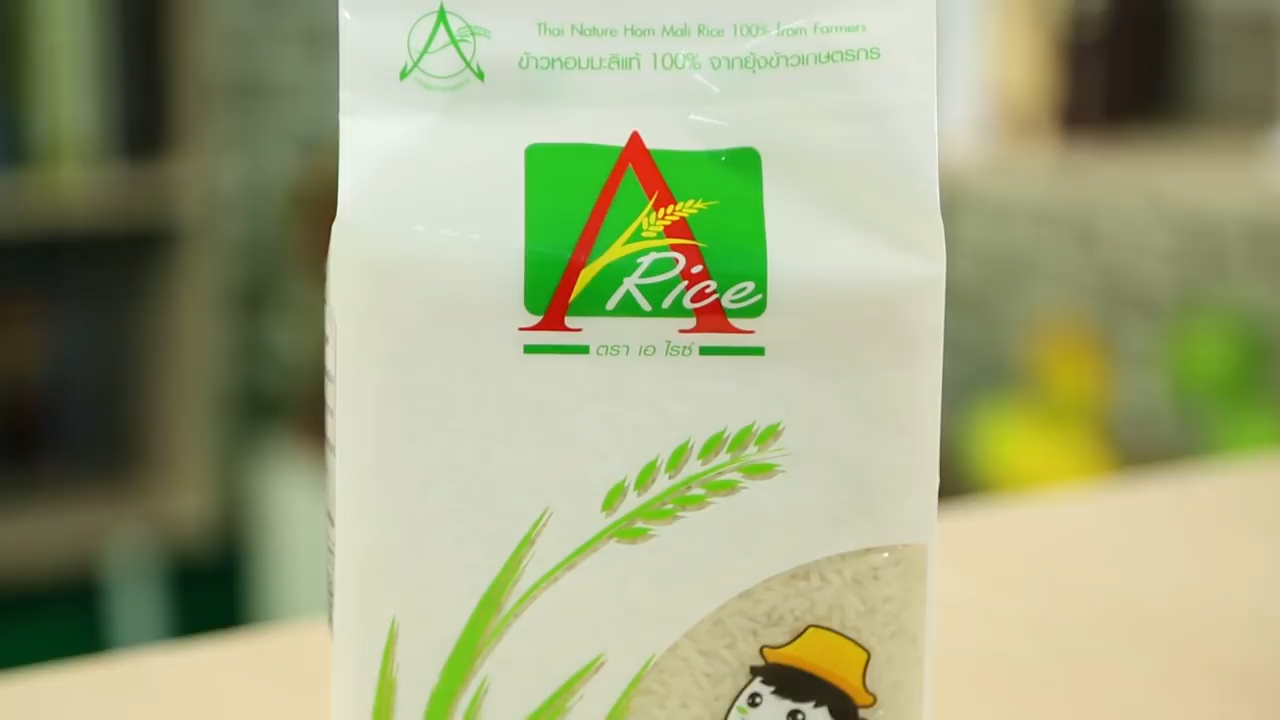 Thai Nature Hom Mali Rice 100% from Farmers
ข้าวหอมมะลิแท้ 100% จากยุ้งข้าวเกษตรกร
A Rice
ตรา เอ ไรซ์